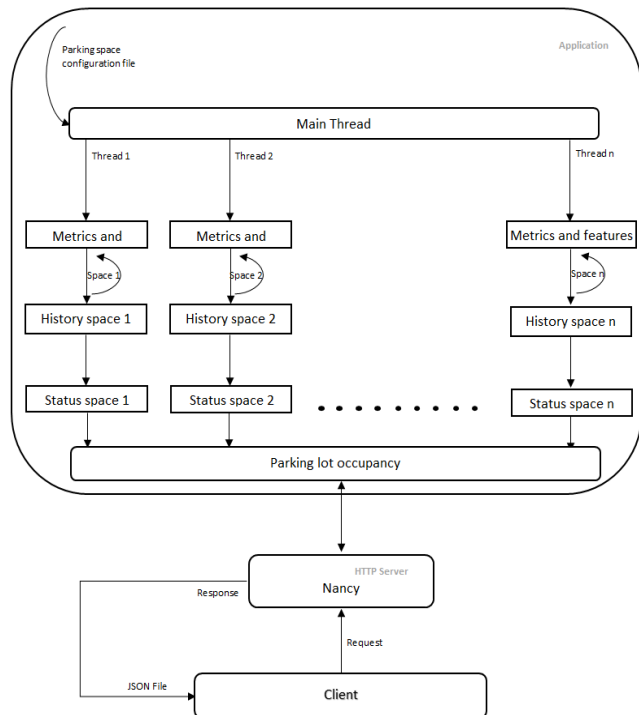 Parking space
configuration file
Application
Main Thread
Thread 1
Thread 2
Thread n
Metrics and
Metrics and
Metrics and features
Space 1
Space 2
Space n
History space 1
History space 2
History space n
Status space 1
Status space 2
Status space n
Parking lot occupancy
HTTP Server
Nancy
Response
Request
JSON File
Client